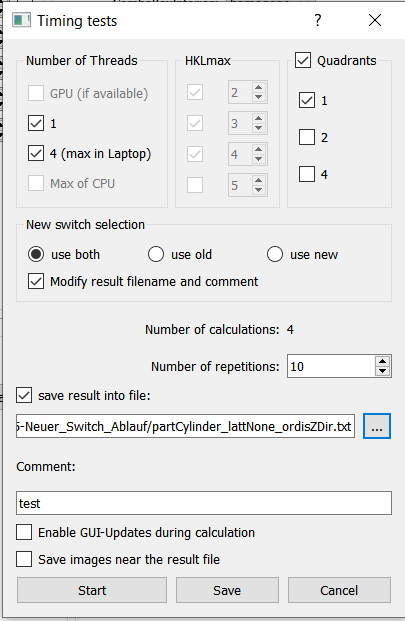 Timing tests ? ×
Number of Threads
HKLmax
Quadrants
GPU (if available)
2
1
1
3
2
4 (max in Laptop)
4
4
Max of CPU
5
New switch selection
use both use old use new
Modify result filename and comment
Number of calculations: 4
Number of repetitions: 10
save result into file:
5-Neuer_Switch_Ablauf/partCylinder_lattNone_ordisZDir.txt ...
Comment:
test
Enable GUI-Updates during calculation
Save images near the result file
Start Save Cancel